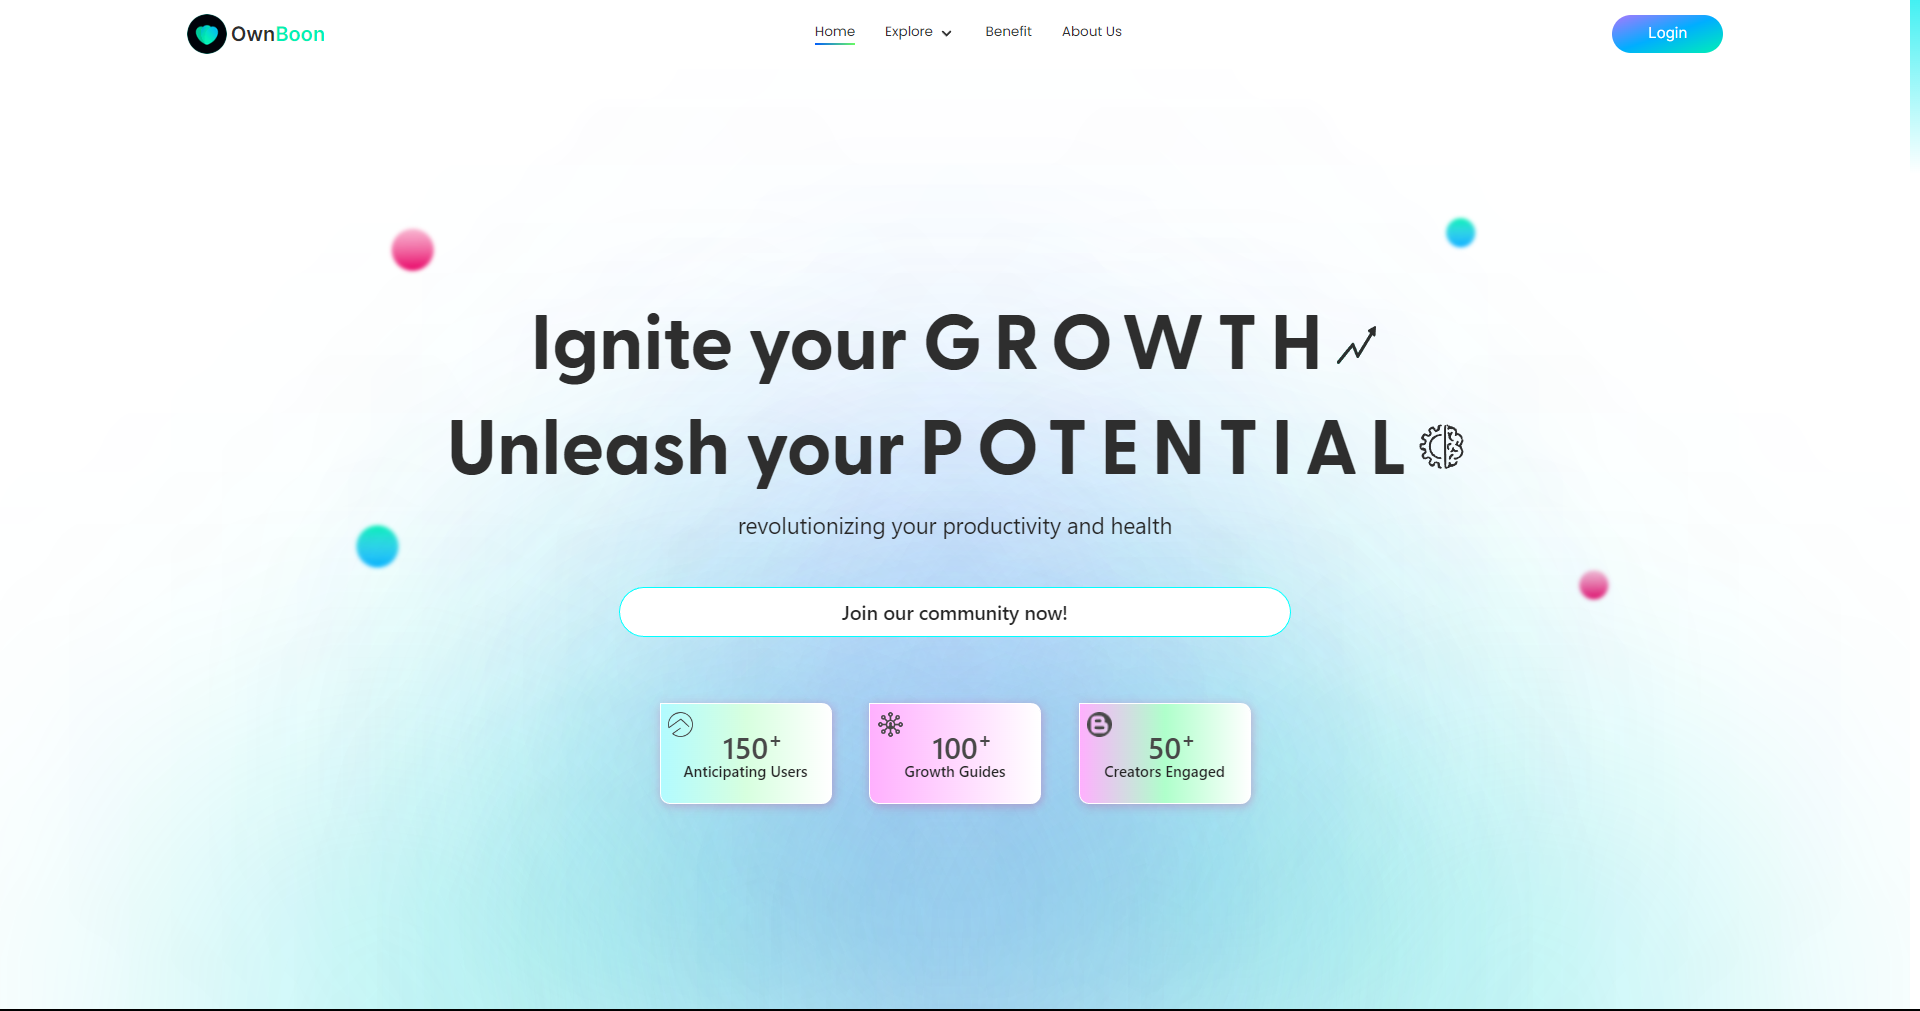 OwnBoon
Home
Explore
Benefit
About Us
Login
Ignite your GROWTH
Unleash your POTENTIAL
revolutionizing your productivity and health
Join our community now!
150+
Anticipating Users
100+
Growth Guides
50+
Creators Engaged